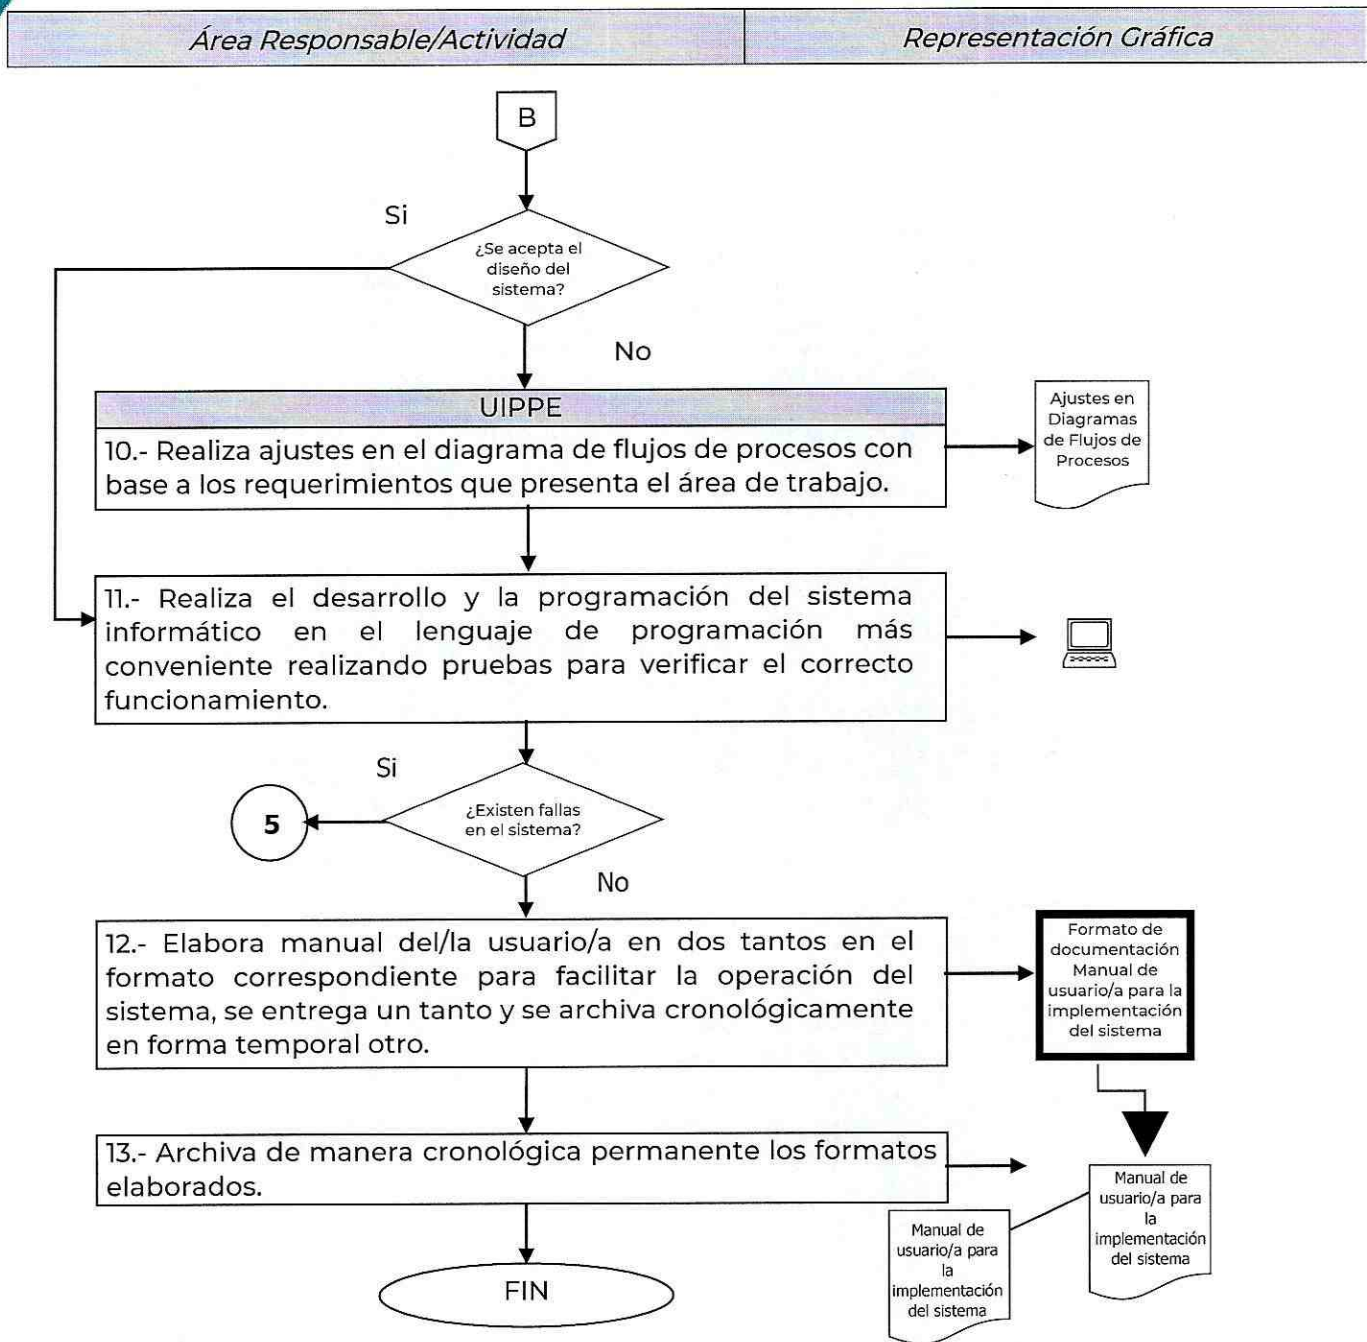 Área Responsable/Actividad
Representación Gráfica
B
Si
¿Se acepta el
diseño del
sistema?
No
UIPPE
10.- Realiza ajustes en el diagrama de flujos de procesos con
base a los requerimientos que presenta el área de trabajo.
Ajustes en
Diagramas
de Flujos de
Procesos
11.- Realiza el desarrollo y la programación del sistema
informático en el lenguaje de programación más
conveniente realizando pruebas para verificar el correcto
funcionamiento.
Si
¿Existen fallas
en el sistema?
5
No
12.- Elabora manual del/la usuario/a en dos tantos en el
formato correspondiente para facilitar la operación del
sistema, se entrega un tanto y se archiva cronológicamente
en forma temporal otro.
Formato de
documentación
Manual de
usuario/a para la
implementación
del sistema
13.- Archiva de manera cronológica permanente los formatos
elaborados.
Manual de
usuario/a para
la
implementación
del sistema
Manual de
usuario/a para
la
implementación
del sistema
FIN